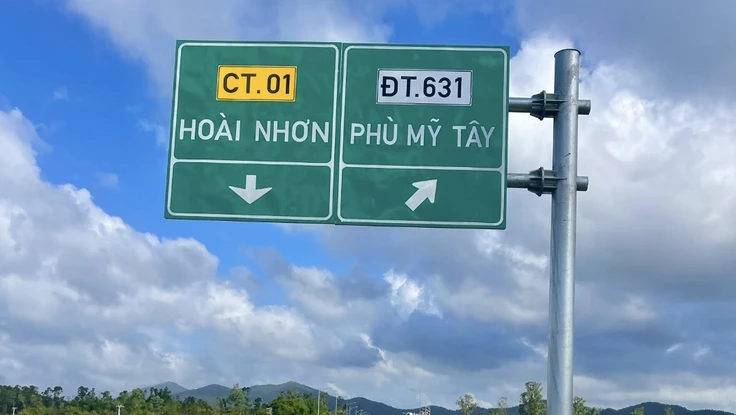 CT.01
HOÀI NHƠN
ĐT.631
PHÙ MỸ TÂY